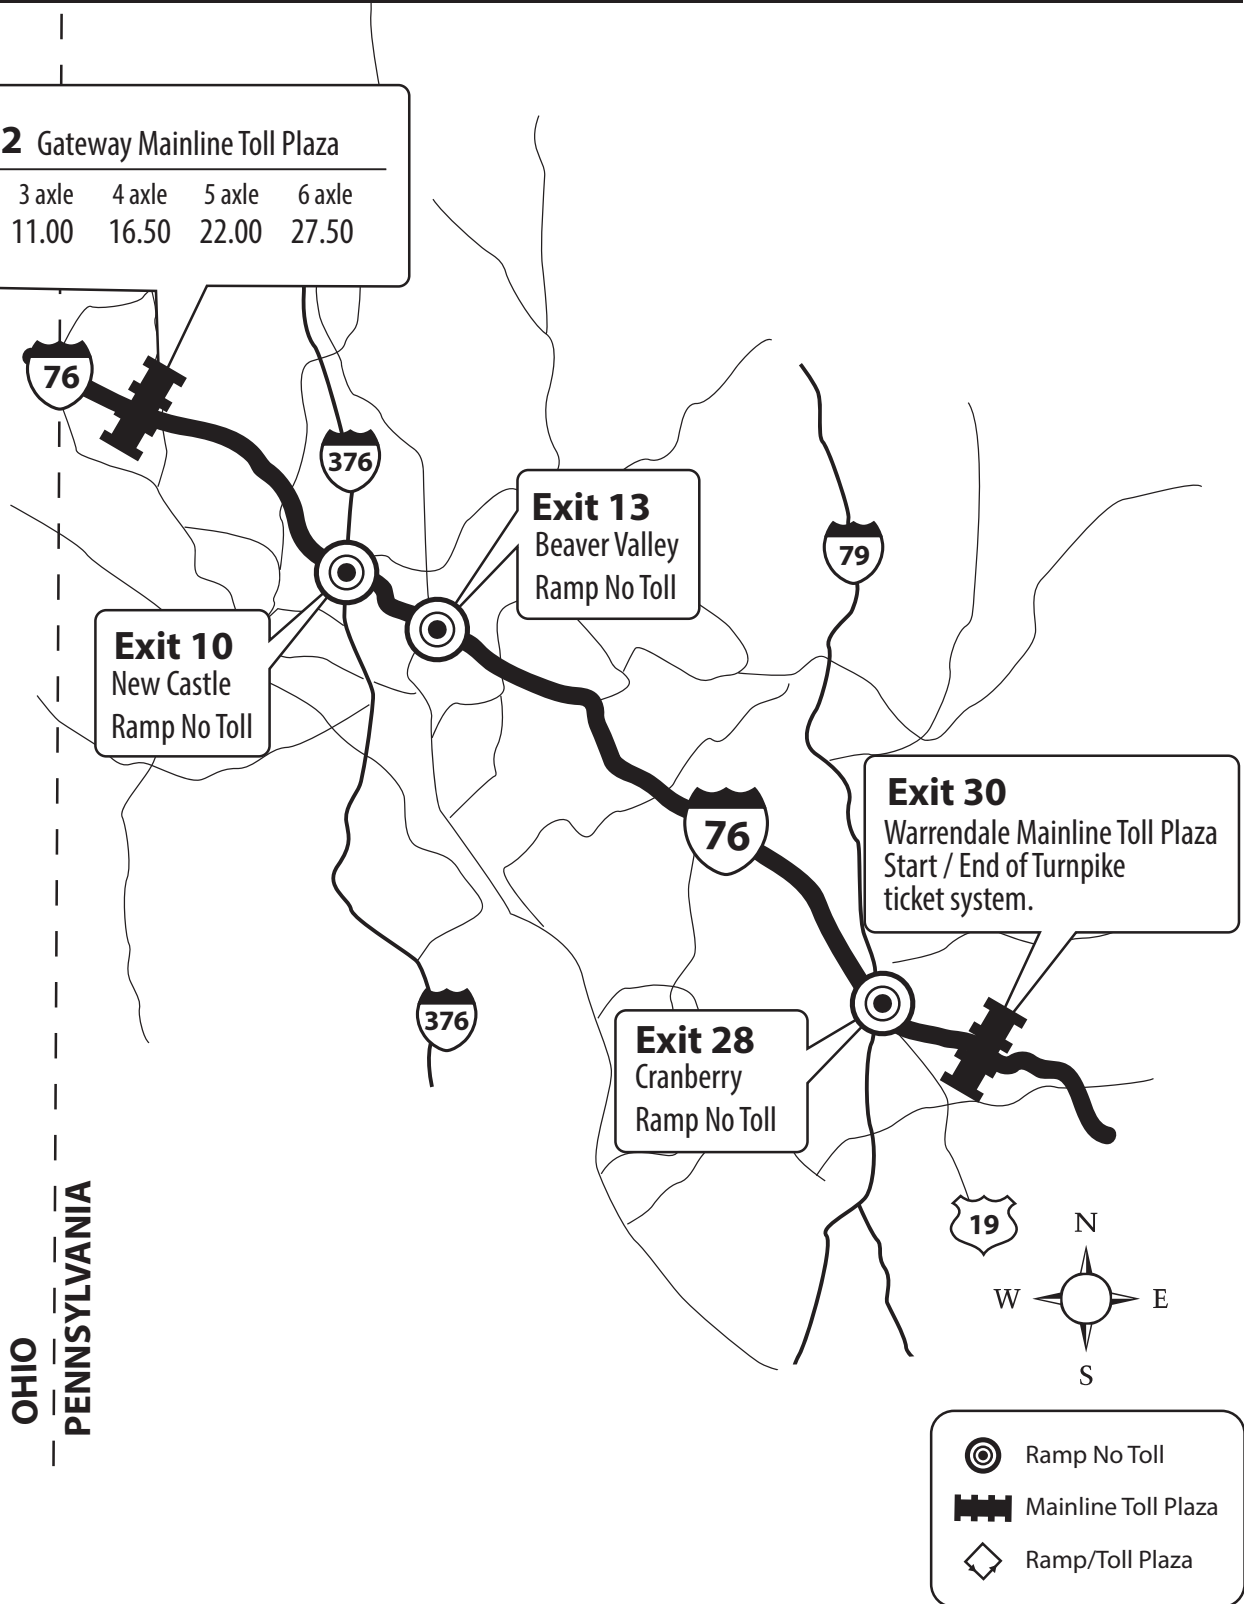 2 Gateway Mainline Toll Plaza
3 axle 4 axle 5 axle 6 axle
11.00 16.50 22.00 27.50
76
376
Exit 13
Beaver Valley
Ramp No Toll
79
Exit 10
New Castle
Ramp No Toll
76
Exit 30
Warrendale Mainline Toll Plaza
Start / End of Turnpike
ticket system.
376
Exit 28
Cranberry
Ramp No Toll
19
N
W E
S
OHIO
PENNSYLVANIA
Ramp No Toll
Mainline Toll Plaza
Ramp/Toll Plaza